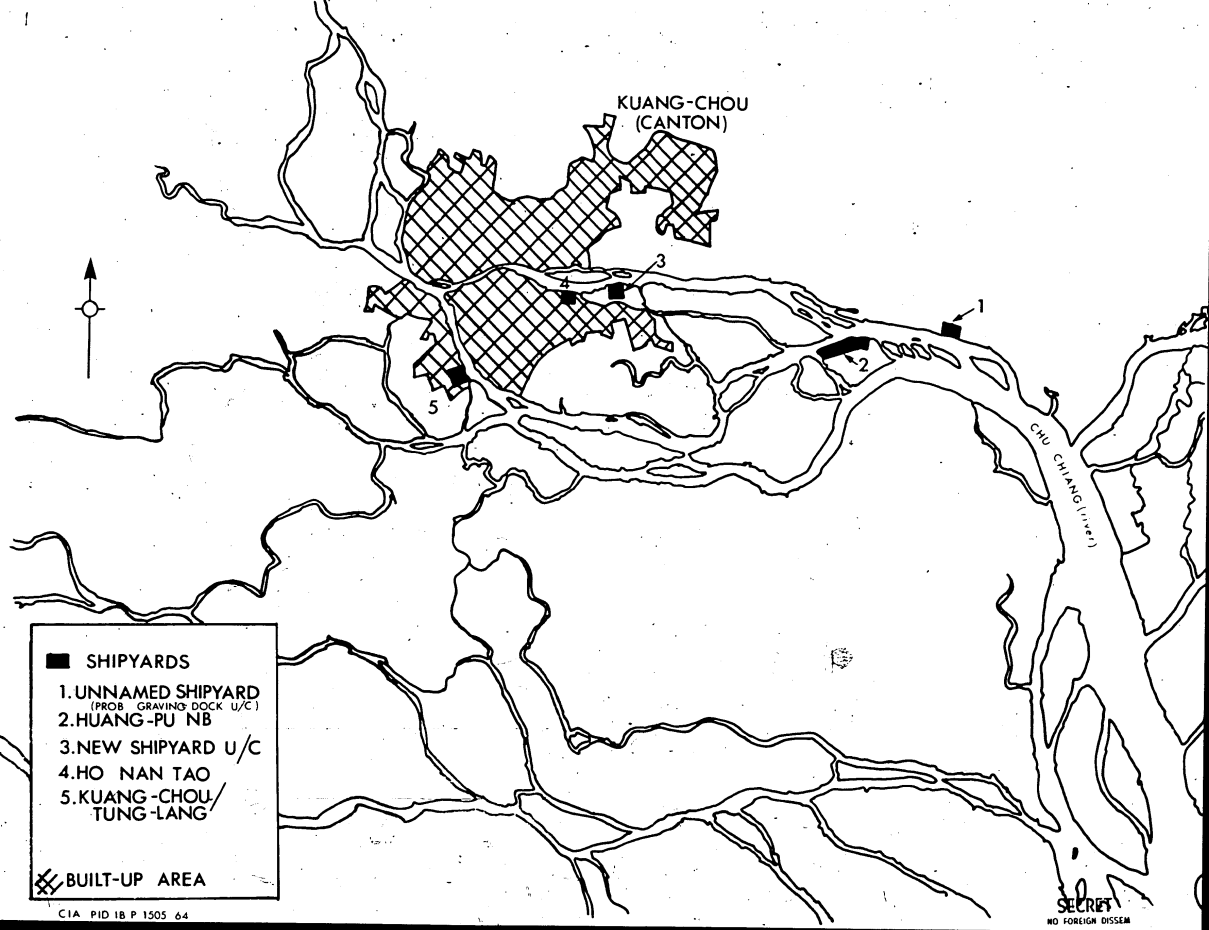 KUANG-CHOU
(CANTON)
3
4
1
2
5
CHU CHIANG (river)
SHIPYARDS
1. UNNAMED SHIPYARD
(PROB GRAVING DOCK U/C)
2. HUANG-PU NB
3. NEW SHIPYARD U/C
4. HO NAN TAO
5. KUANG-CHOU/
TUNG-LANG
BUILT-UP AREA
CIA PID IB P 1505 64
SECRET
NO FOREIGN DISSEM